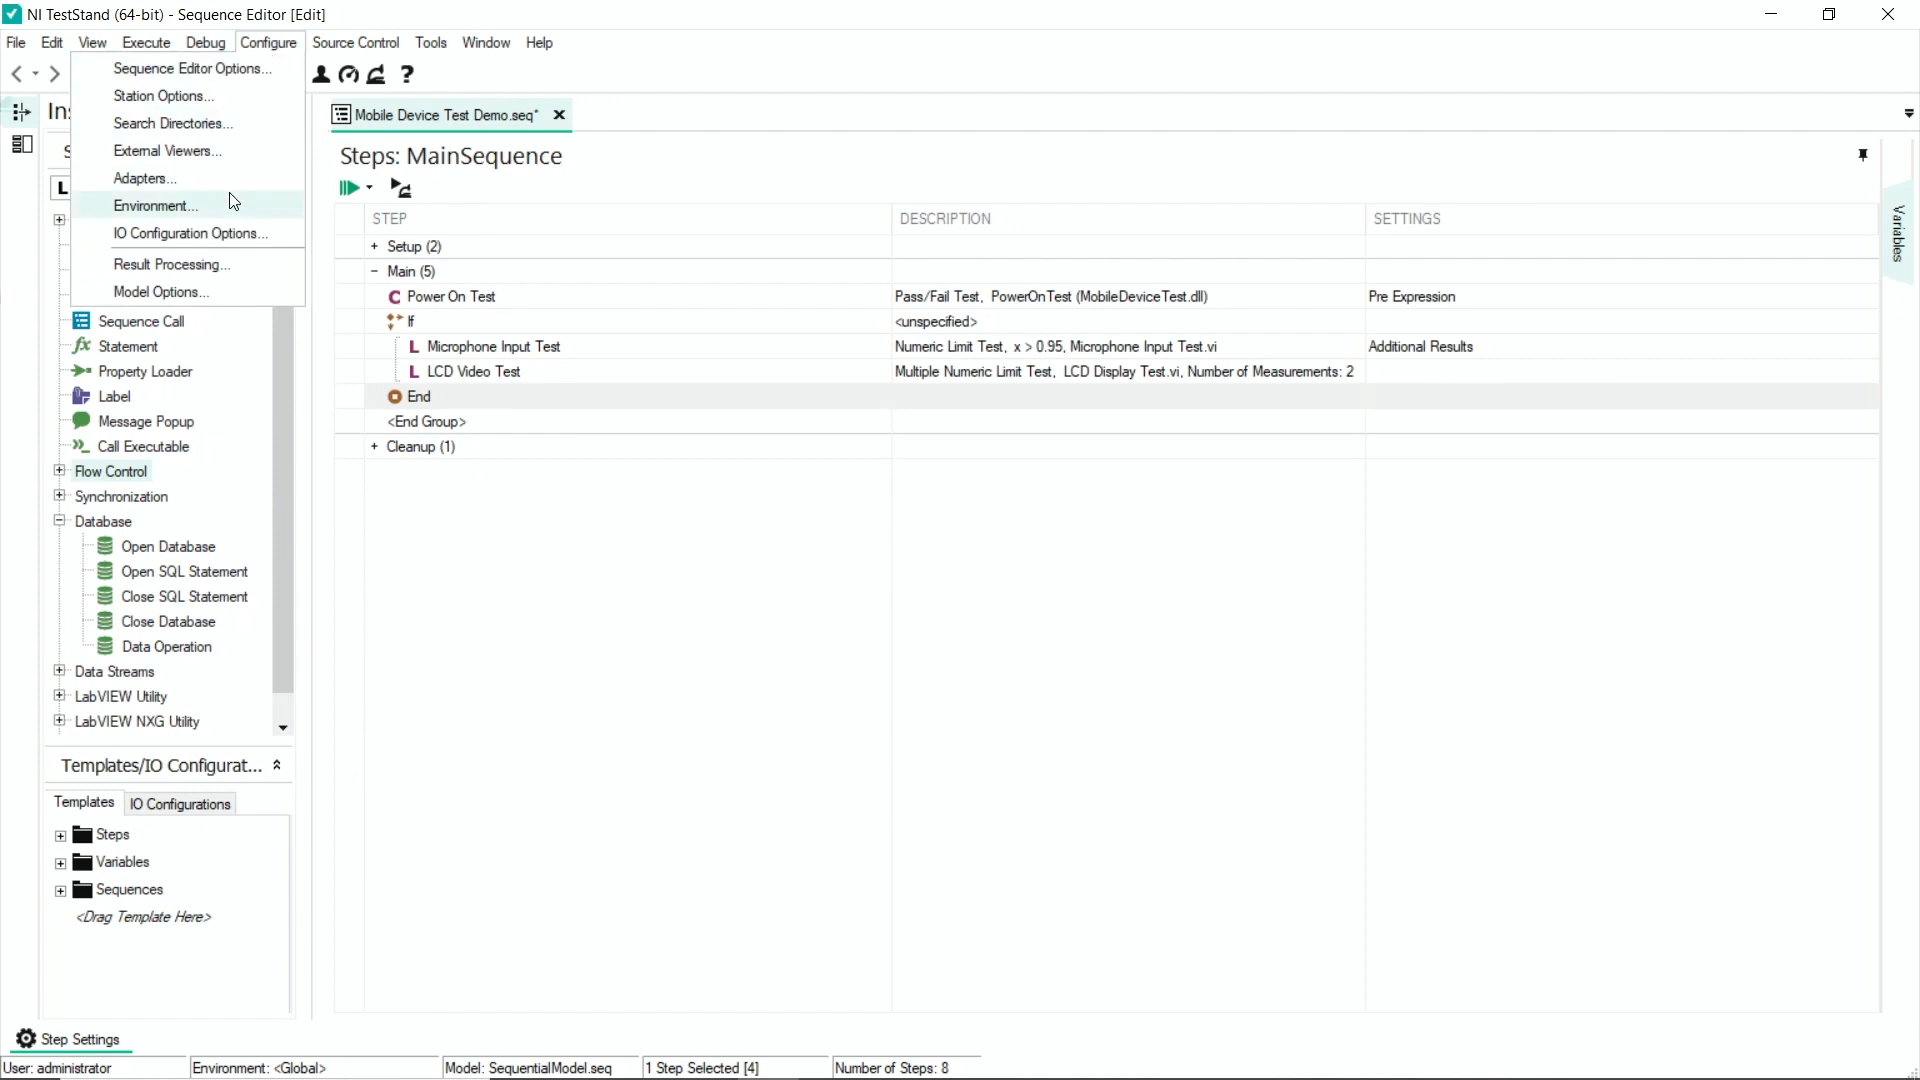 NI TestStand (64-bit) - Sequence Editor [Edit]
File Edit View Execute Debug Configure Source Control Tools Window Help
Sequence Editor Options...
Station Options...
Search Directories...
External Viewers...
Adapters...
Environment...
IO Configuration Options...
Result Processing...
Model Options...
Ins
S
L
Sequence Call
Statement
Property Loader
Label
Message Popup
Call Executable
Flow Control
Synchronization
Database
Open Database
Open SQL Statement
Close SQL Statement
Close Database
Data Operation
Data Streams
LabVIEW Utility
LabVIEW NXG Utility
Templates/IO Configurat...
Templates IO Configurations
Steps
Variables
Sequences
<Drag Template Here>
Mobile Device Test Demo.seq*
Steps: MainSequence
STEP DESCRIPTION SETTINGS
+ Setup (2)
- Main (5)
Power On Test Pass/Fail Test, PowerOnTest (MobileDeviceTest.dll) Pre Expression
If <unspecified>
Microphone Input Test Numeric Limit Test, x > 0.95, Microphone Input Test.vi Additional Results
LCD Video Test Multiple Numeric Limit Test, LCD Display Test.vi, Number of Measurements: 2
End
<End Group>
+ Cleanup (1)
Variables
Step Settings
User: administrator Environment: <Global> Model: SequentialModel.seq 1 Step Selected [4] Number of Steps: 8